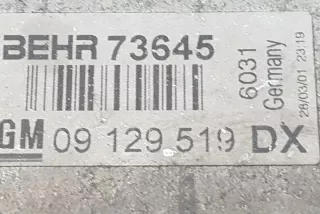 BEHR 73645
GM 09 129 519 DX
6031
Germany
28/03/01 23:19